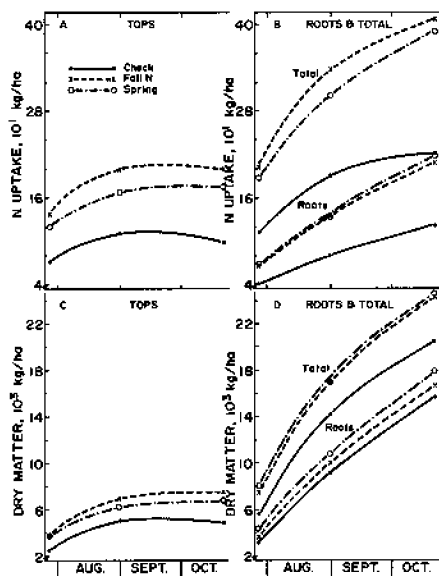 A TOPS
B ROOTS & TOTAL
40
28
16
4
N UPTAKE, 10¹ kg/ha
Check
Fall N
Spring
40
28
16
4
N UPTAKE, 10¹ kg/ha
Total
Roots
C TOPS
D ROOTS & TOTAL
22
18
14
10
6
2
DRY MATTER, 10³ kg/ha
22
18
14
10
6
2
DRY MATTER, 10³ kg/ha
Total
Roots
AUG. SEPT. OCT.
AUG. SEPT. OCT.